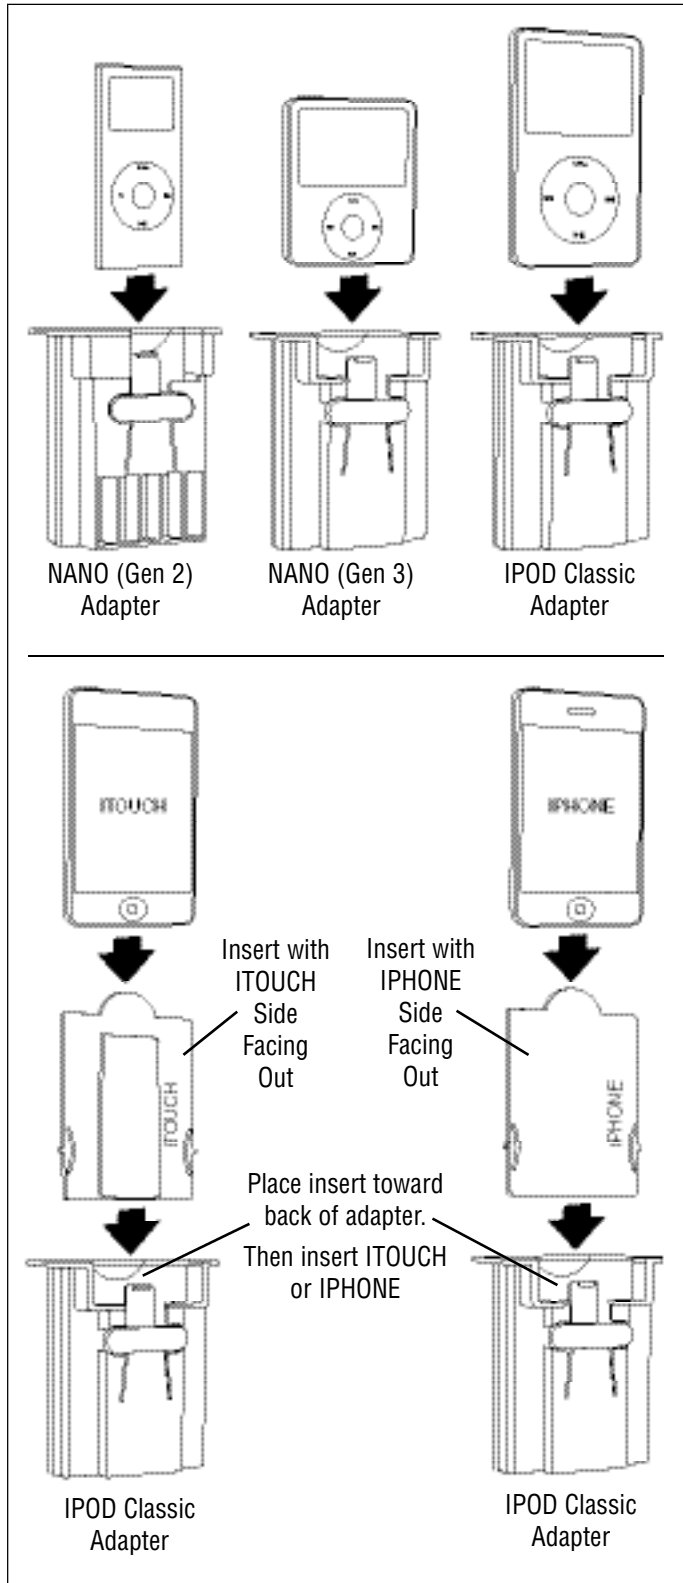 NANO (Gen 2)
Adapter
NANO (Gen 3)
Adapter
IPOD Classic
Adapter
ITOUCH
IPHONE
Insert with
ITOUCH
Side
Facing
Out
Insert with
IPHONE
Side
Facing
Out
ITOUCH
IPHONE
Place insert toward
back of adapter.
Then insert ITOUCH
or IPHONE
IPOD Classic
Adapter
IPOD Classic
Adapter